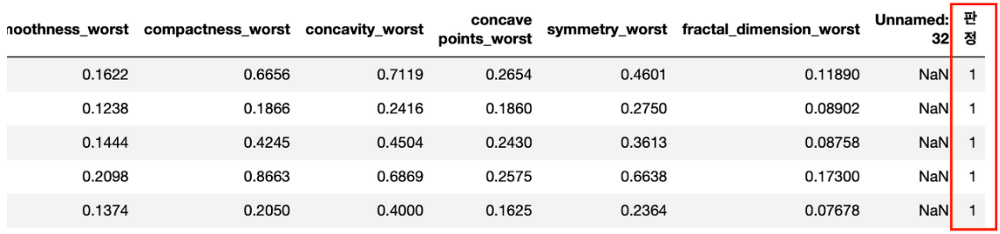 moothness_worst compactness_worst concavity_worst concave points_worst symmetry_worst fractal_dimension_worst Unnamed: 32 판정
0.1622 0.6656 0.7119 0.2654 0.4601 0.11890 NaN 1
0.1238 0.1866 0.2416 0.1860 0.2750 0.08902 NaN 1
0.1444 0.4245 0.4504 0.2430 0.3613 0.08758 NaN 1
0.2098 0.8663 0.6869 0.2575 0.6638 0.17300 NaN 1
0.1374 0.2050 0.4000 0.1625 0.2364 0.07678 NaN 1